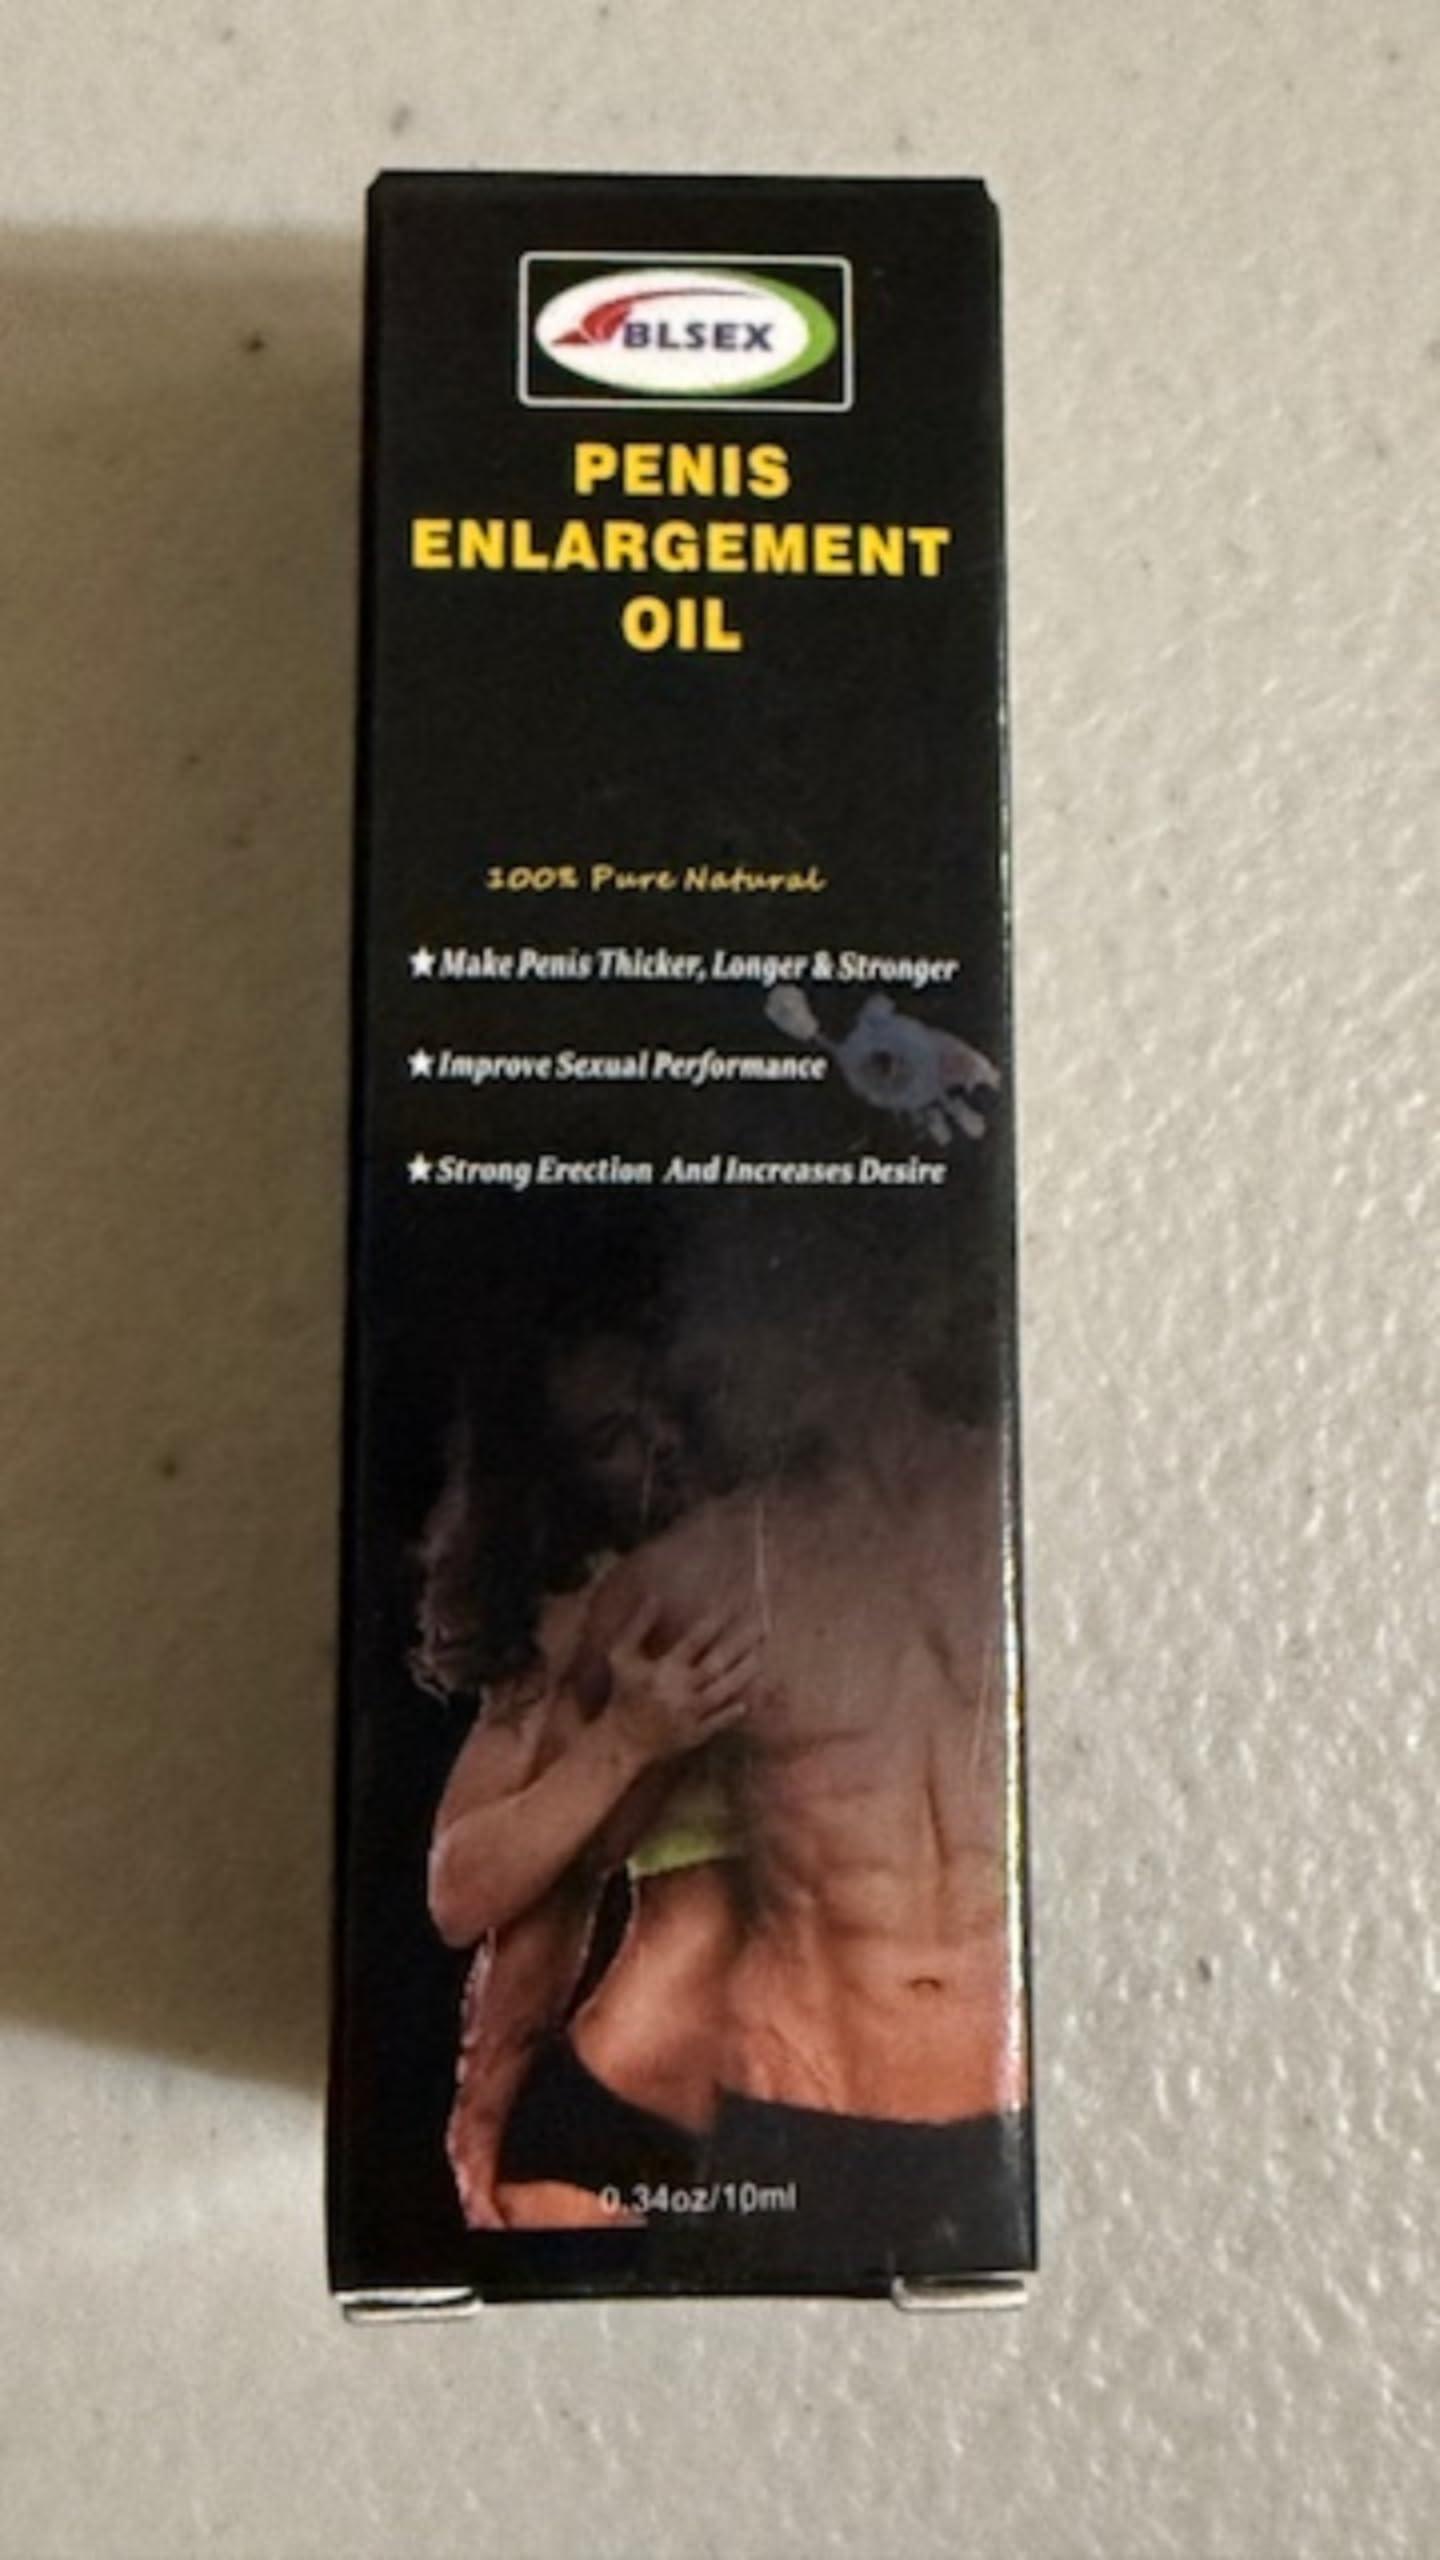 BLSEX
PENIS
ENLARGEMENT
OIL
100% Pure Natural
★Make Penis Thicker, Longer & Stronger
★Improve Sexual Performance
★Strong Erection And Increases Desire
0.34oz/10ml